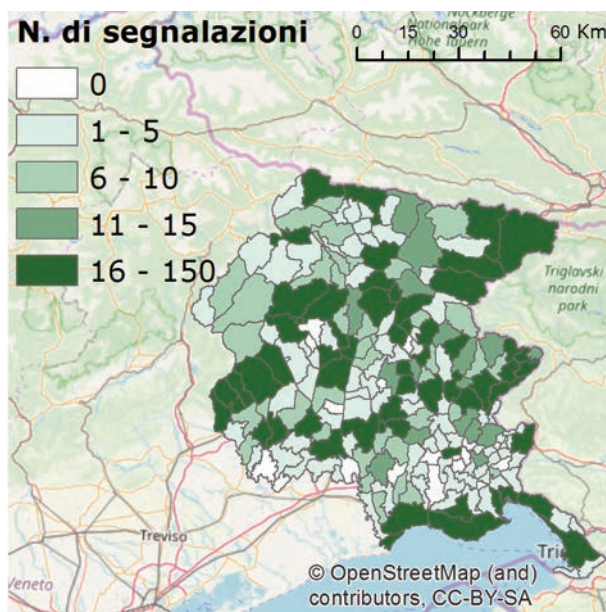 N. di segnalazioni
0
1 - 5
6 - 10
11 - 15
16 - 150
0 15 30 60 Km
Nockberge
Nationalpark
Hohe Tauern
Triglavski
narodni
park
Treviso
Veneto
© OpenStreetMap (and)
contributors, CC-BY-SA